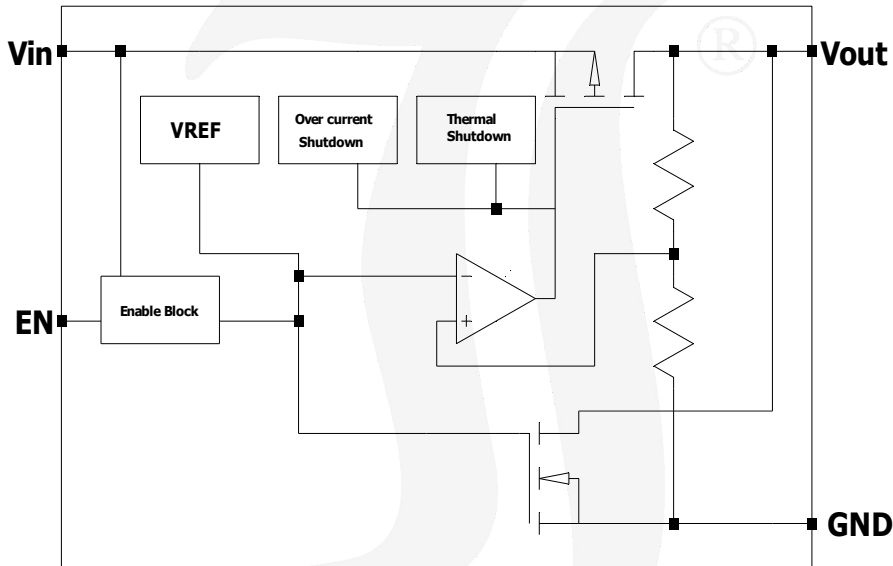 Vin
Vout
®
VREF
Over current
Shutdown
Thermal
Shutdown
−
+
EN
Enable Block
GND